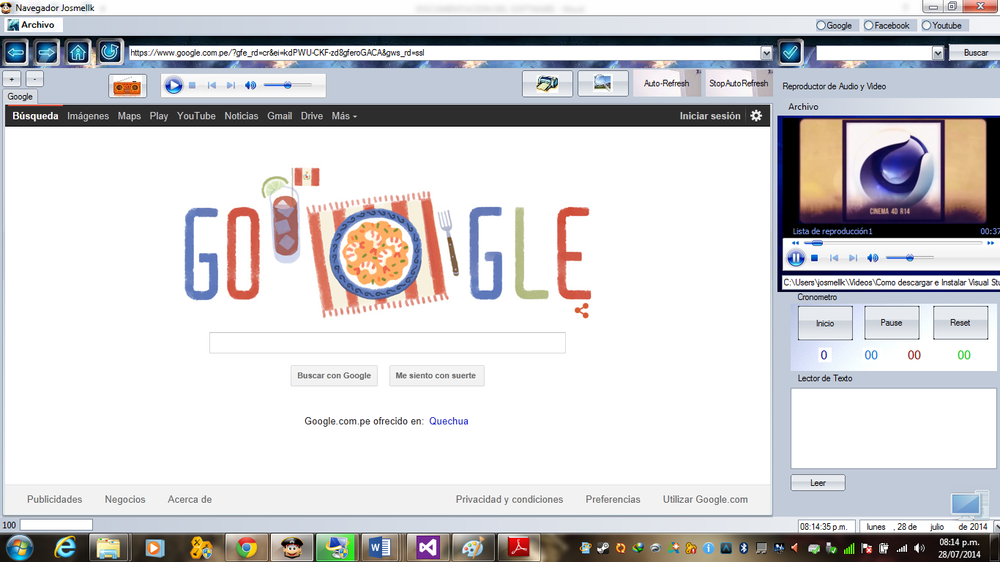 Navegador Josmellk
Archivo
Google Facebook Youtube
https://www.google.com.pe/?gfe_rd=cr&ei=kdPWU-CKF-zd8gferoGACA&gws_rd=ssl
Buscar
+ -
Auto-Refresh StopAutoRefresh
Google
Búsqueda Imágenes Maps Play YouTube Noticias Gmail Drive Más
Iniciar sesión
GO GLE
Buscar con Google Me siento con suerte
Google.com.pe ofrecido en: Quechua
Publicidades Negocios Acerca de
Privacidad y condiciones Preferencias Utilizar Google.com
100
Reproductor de Audio y Video
Archivo
CINEMA 4D R14
Lista de reproducción1 00:37
C:\Users\josmellk\Videos\Como descargar e Instalar Visual Stu
Cronometro
Inicio Pause Reset
0 00 00 00
Lector de Texto
Leer
08:14:35 p.m. lunes , 28 de julio de 2014
08:14 p.m.
28/07/2014